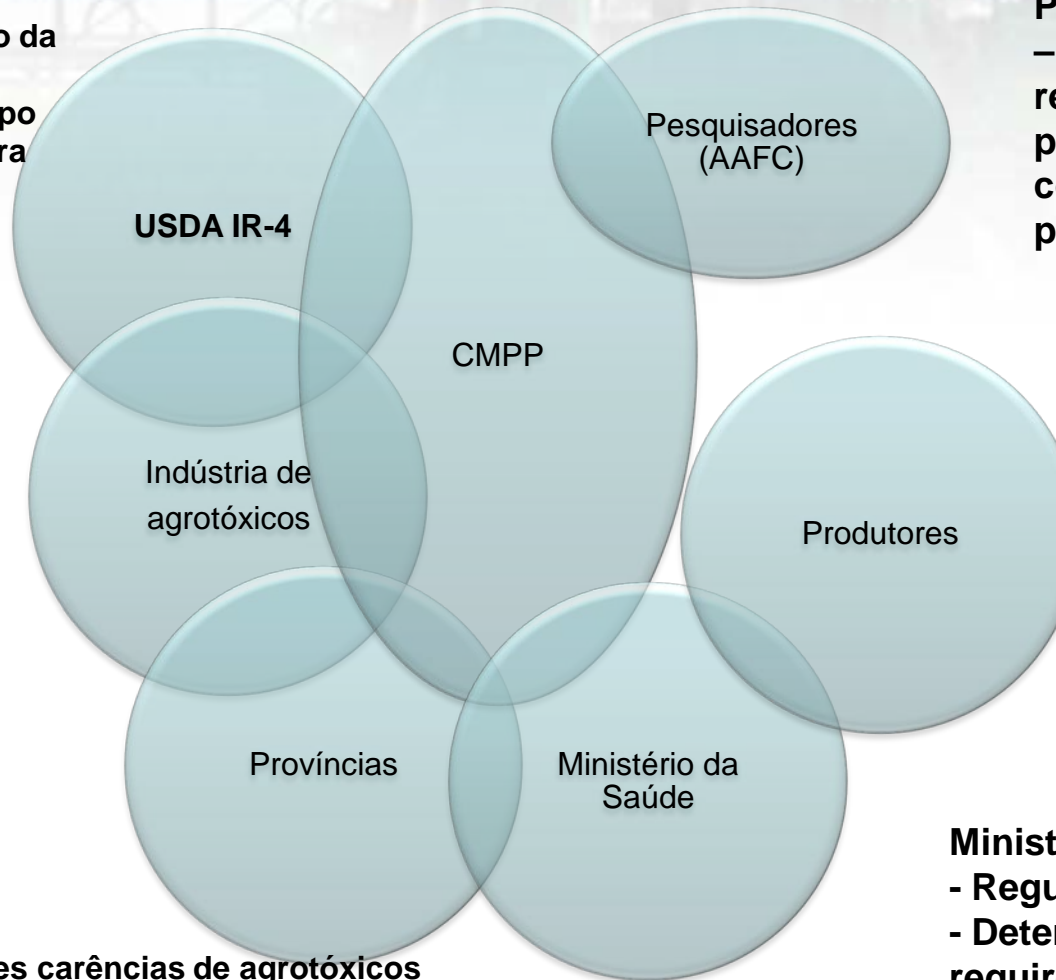 o da
po
ra
USDA IR-4
Pesquisadores
(AAFC)
P
–
re
p
c
p
CMPP
Indústria de
agrotóxicos
Produtores
Províncias
Ministério da
Saúde
Minist
- Regu
- Deter
requir
es carências de agrotóxicos